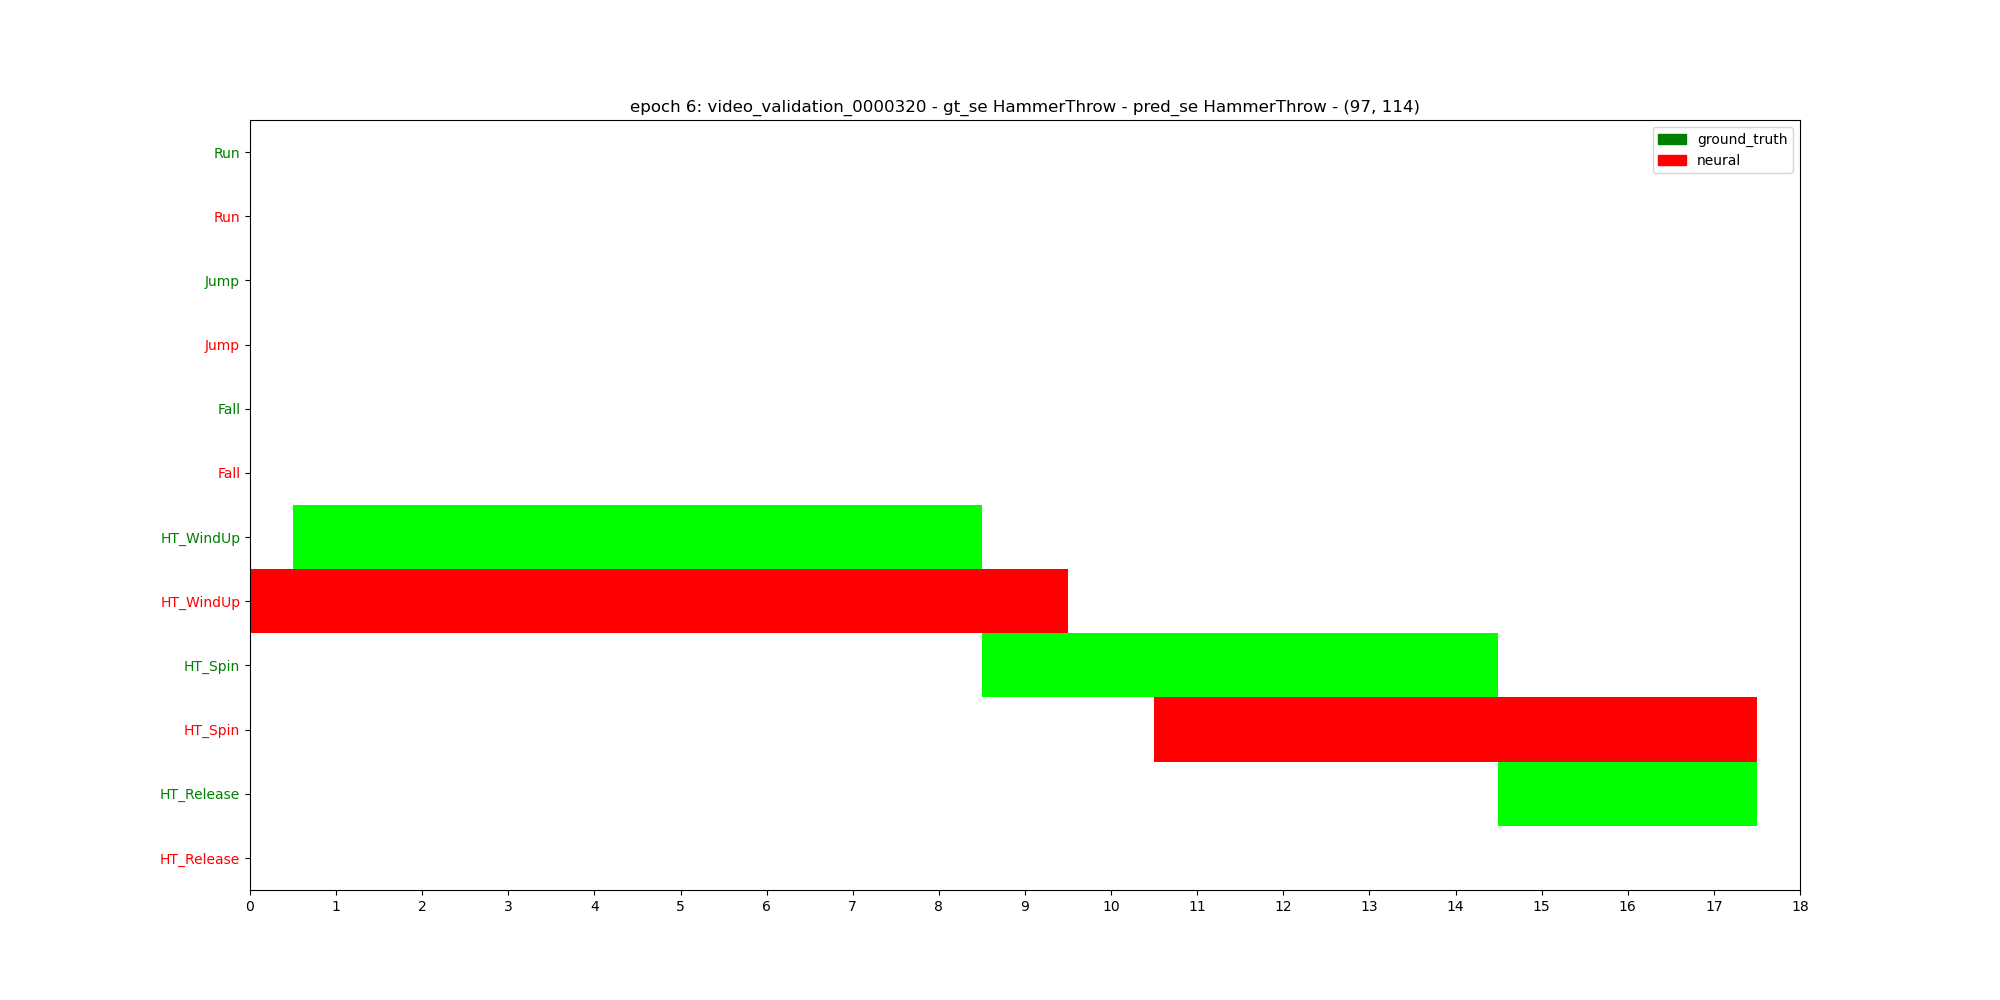 epoch 6: video_validation_0000320 - gt_se HammerThrow - pred_se HammerThrow - (97, 114)
ground_truth
neural
Run
Run
Jump
Jump
Fall
Fall
HT_WindUp
HT_WindUp
HT_Spin
HT_Spin
HT_Release
HT_Release
0 1 2 3 4 5 6 7 8 9 10 11 12 13 14 15 16 17 18